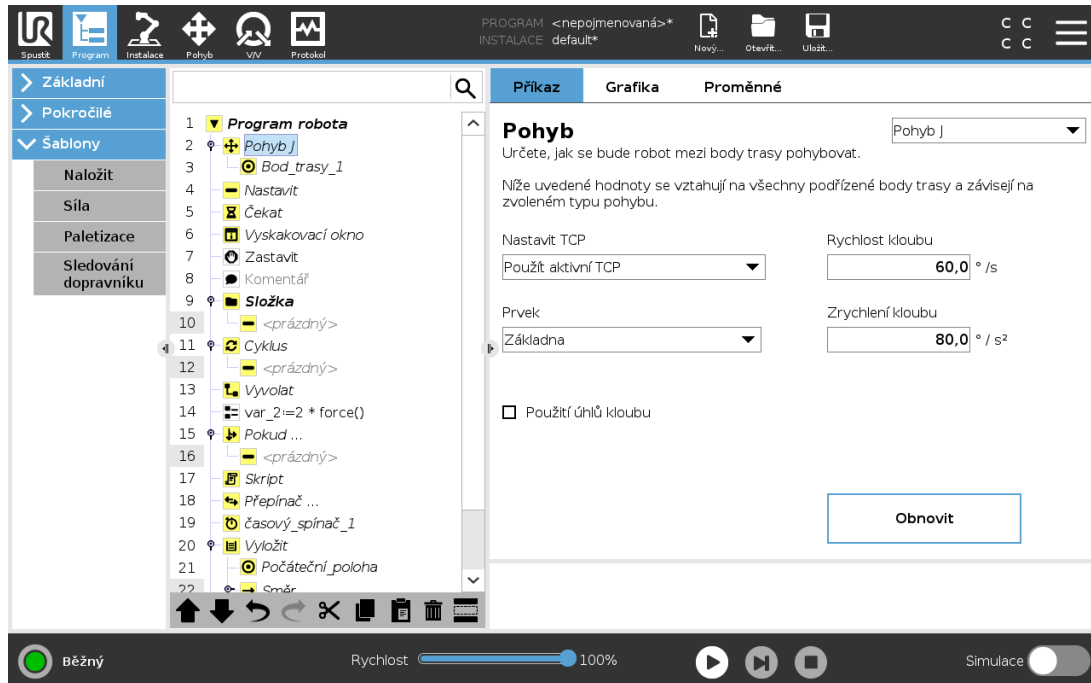 UR
PROGRAM <nepojmenovaná>*
INSTALACE default*
Spustit
Program
Instalace
Pohyb
V/V
Protokol
Nový...
Otevřít...
Uložit...
C C
C C
Základní
Pokročilé
Šablony
Naložit
Síla
Paletizace
Sledování
dopravníku
1 Program robota
2 Pohyb J
3 Bod_trasy_1
4 Nastavit
5 Čekat
6 Vyskakovací okno
7 Zastavit
8 Komentář
9 Složka
10 <prázdný>
11 Cyklus
12 <prázdný>
13 Vyvolat
14 var_2:=2 * force()
15 Pokud ...
16 <prázdný>
17 Skript
18 Přepínač ...
19 časový_spínač_1
20 Vyložit
21 Počáteční_poloha
22 Směr
Příkaz
Grafika
Proměnné
Pohyb
Pohyb J
Určete, jak se bude robot mezi body trasy pohybovat.
Níže uvedené hodnoty se vztahují na všechny podřízené body trasy a závisejí na
zvoleném typu pohybu.
Nastavit TCP
Rychlost kloubu
Použít aktivní TCP
60,0 ° /s
Prvek
Zrychlení kloubu
Základna
80,0 ° / s²
Použití úhlů kloubu
Obnovit
Běžný
Rychlost
100%
Simulace